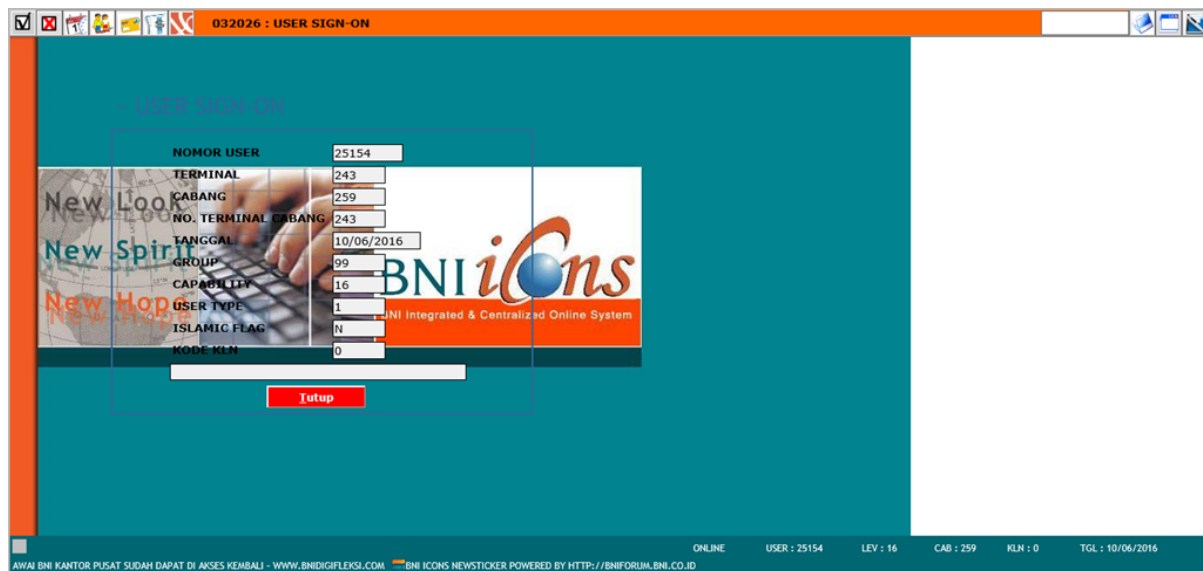 032026 : USER SIGN-ON
- USER SIGN-ON
NOMOR USER 25154
TERMINAL 243
CABANG 259
NO. TERMINAL CABANG 243
TANGGAL 10/06/2016
GROUP 99
CAPABILITY 16
USER TYPE 1
ISLAMIC FLAG N
KODE KLN 0
Tutup
New Look
New Spirit
New Hope
BNI icons
BNI Integrated & Centralized Online System
ONLINE USER : 25154 LEV : 16 CAB : 259 KLN : 0 TGL : 10/06/2016
AWAI BNI KANTOR PUSAT SUDAH DAPAT DI AKSES KEMBALI - WWW.BNIDIGIFLEKSI.COM BNI ICONS NEWSTICKER POWERED BY HTTP://BNIFORUM.BNI.CO.ID